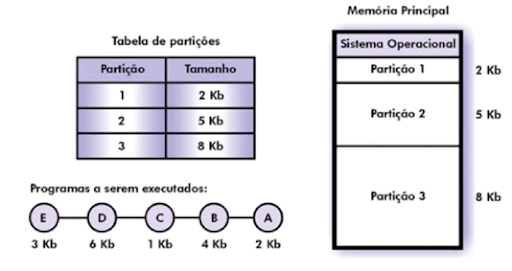 Memória Principal
Tabela de partições
Partição Tamanho
1 2 Kb
2 5 Kb
3 8 Kb
Sistema Operacional
Partição 1 2 Kb
Partição 2 5 Kb
Partição 3 8 Kb
Programas a serem executados:
E D C B A
3 Kb 6 Kb 1 Kb 4 Kb 2 Kb